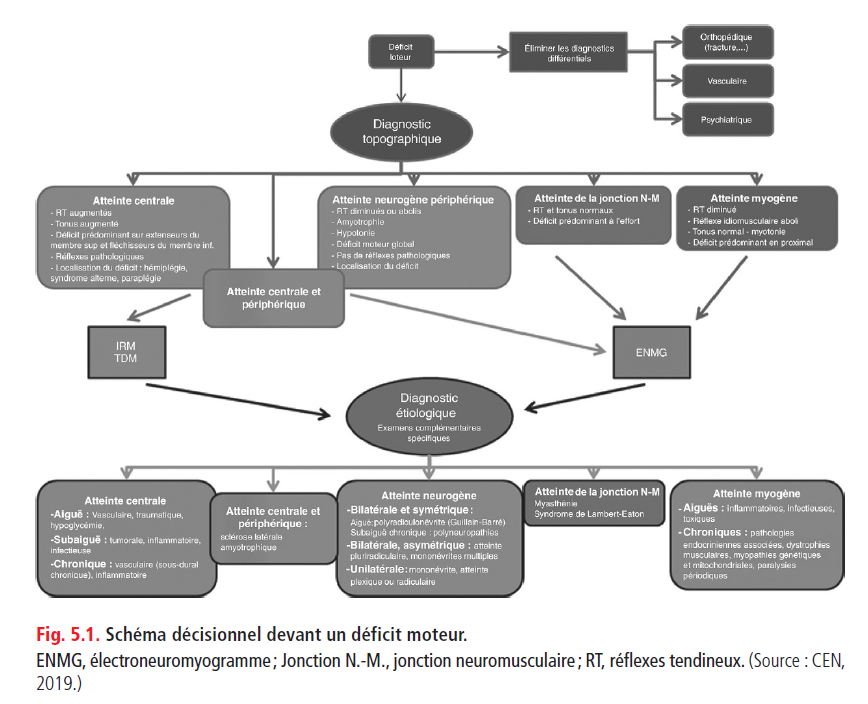 Déficit
loteur
Éliminer les diagnostics
différentiels
Orthopédique
(fracture,...)
Vasculaire
Psychiatrique
Diagnostic
topographique
Atteinte centrale
- RT augmentés
- Tonus augmenté
- Déficit prédominant sur extenseurs du
membre sup et fléchisseurs du membre inf.
- Réflexes pathologiques
- Localisation du déficit : hémiplégie,
syndrome alterne, paraplégie
Atteinte centrale et
périphérique
Atteinte neurogène périphérique
- RT diminués ou abolis
- Amyotrophie
- Hypotonie
- Déficit moteur global
- Pas de réflexes pathologiques
- Localisation du déficit
Atteinte de la jonction N-M
- RT et tonus normaux
- Déficit prédominant à l'effort
Atteinte myogène
- RT diminué
- Réflexe idiomusculaire aboli
- Tonus normal - myotonie
- Déficit prédominant en proximal
IRM
TDM
ENMG
Diagnostic
étiologique
Examens complémentaires
spécifiques
Atteinte centrale
-Aiguë : Vasculaire, traumatique,
hypoglycémie.
-Subaiguë : tumorale, inflammatoire,
infectieuse
-Chronique : vasculaire (sous-dural
chronique), inflammatoire
Atteinte centrale et
périphérique :
sclérose latérale
amyotrophique
Atteinte neurogène
-Bilatérale et symétrique :
Aiguë:polyradiculonévrite (Guillain-Barré)
Subaiguë chronique : polyneuropathies
-Bilatérale, asymétrique : atteinte
pluriradiculaire, mononévrites multiples
-Unilatérale : mononévrite, atteinte
plexique ou radiculaire
Atteinte de la jonction N-M
Myasthénie
Syndrome de Lambert-Eaton
Atteinte myogène
- Aiguës : inflammatoires, infectieuses,
toxiques
- Chroniques : pathologies
endocriniennes associées, dystrophies
musculaires, myopathies génétiques
et mitochondriales, paralysies
périodiques
Fig. 5.1. Schéma décisionnel devant un déficit moteur.
ENMG, électroneuromyogramme ; Jonction N.-M., jonction neuromusculaire ; RT, réflexes tendineux. (Source : CEN,
2019.)